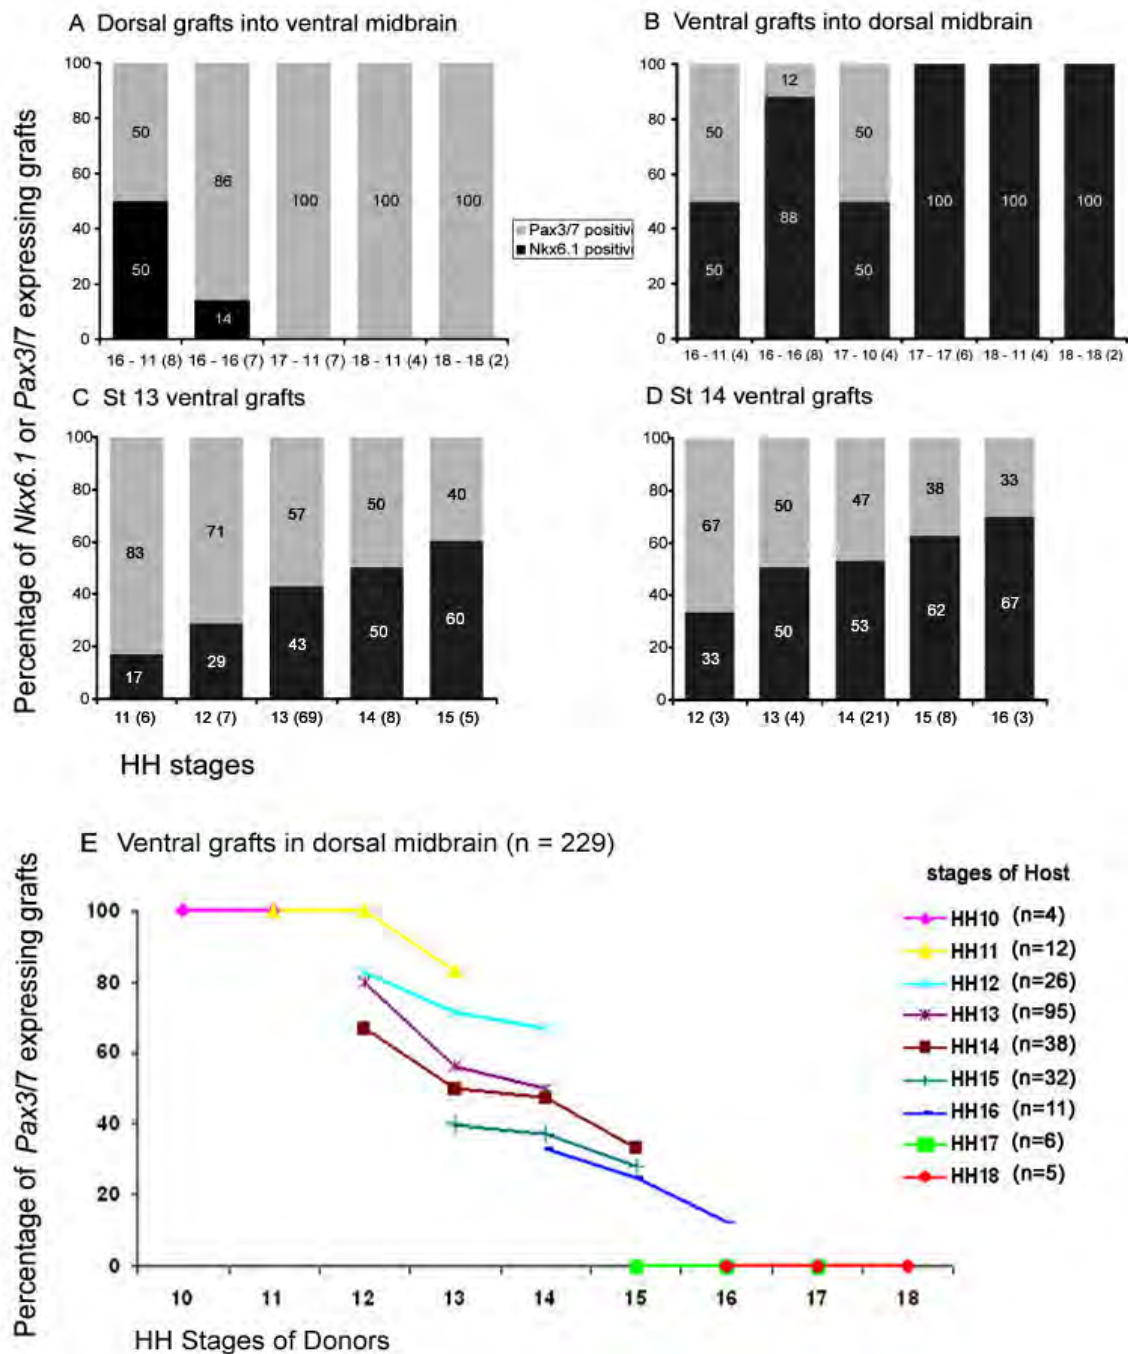 A Dorsal grafts into ventral midbrain
B Ventral grafts into dorsal midbrain
Percentage of Nkx6.1 or Pax3/7 expressing grafts
100
80
60
40
20
0
50
50
86
14
100
100
100
16 - 11 (8) 16 - 16 (7) 17 - 11 (7) 18 - 11 (4) 18 - 18 (2)
Pax3/7 positive
Nkx6.1 positive
100
80
60
40
20
0
50
50
12
88
50
50
100
100
100
16 - 11 (4) 16 - 16 (8) 17 - 10 (4) 17 - 17 (6) 18 - 11 (4) 18 - 18 (2)
C St 13 ventral grafts
100
80
60
40
20
0
83
17
71
29
57
43
50
50
40
60
11 (6) 12 (7) 13 (69) 14 (8) 15 (5)
D St 14 ventral grafts
100
80
60
40
20
0
67
33
50
50
47
53
38
62
33
67
12 (3) 13 (4) 14 (21) 15 (8) 16 (3)
HH stages
E Ventral grafts in dorsal midbrain (n = 229)
Percentage of Pax3/7 expressing grafts
100
80
60
40
20
0
10 11 12 13 14 15 16 17 18
HH Stages of Donors
stages of Host
HH10 (n=4)
HH11 (n=12)
HH12 (n=26)
HH13 (n=95)
HH14 (n=38)
HH15 (n=32)
HH16 (n=11)
HH17 (n=6)
HH18 (n=5)